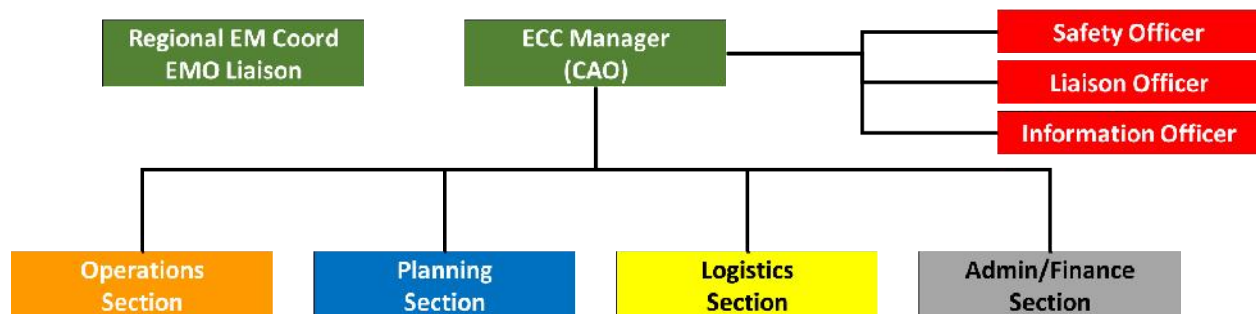 Regional EM Coord
EMO Liaison
ECC Manager
(CAO)
Safety Officer
Liaison Officer
Information Officer
Operations
Section
Planning
Section
Logistics
Section
Admin/Finance
Section